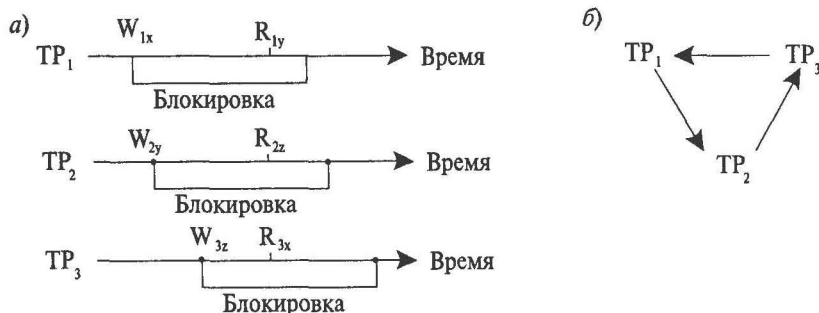 а)
W1x R1y
TP1 Время
Блокировка
W2y R2z
TP2 Время
Блокировка
W3z R3x
TP3 Время
Блокировка
б)
TP1 TP3
TP2